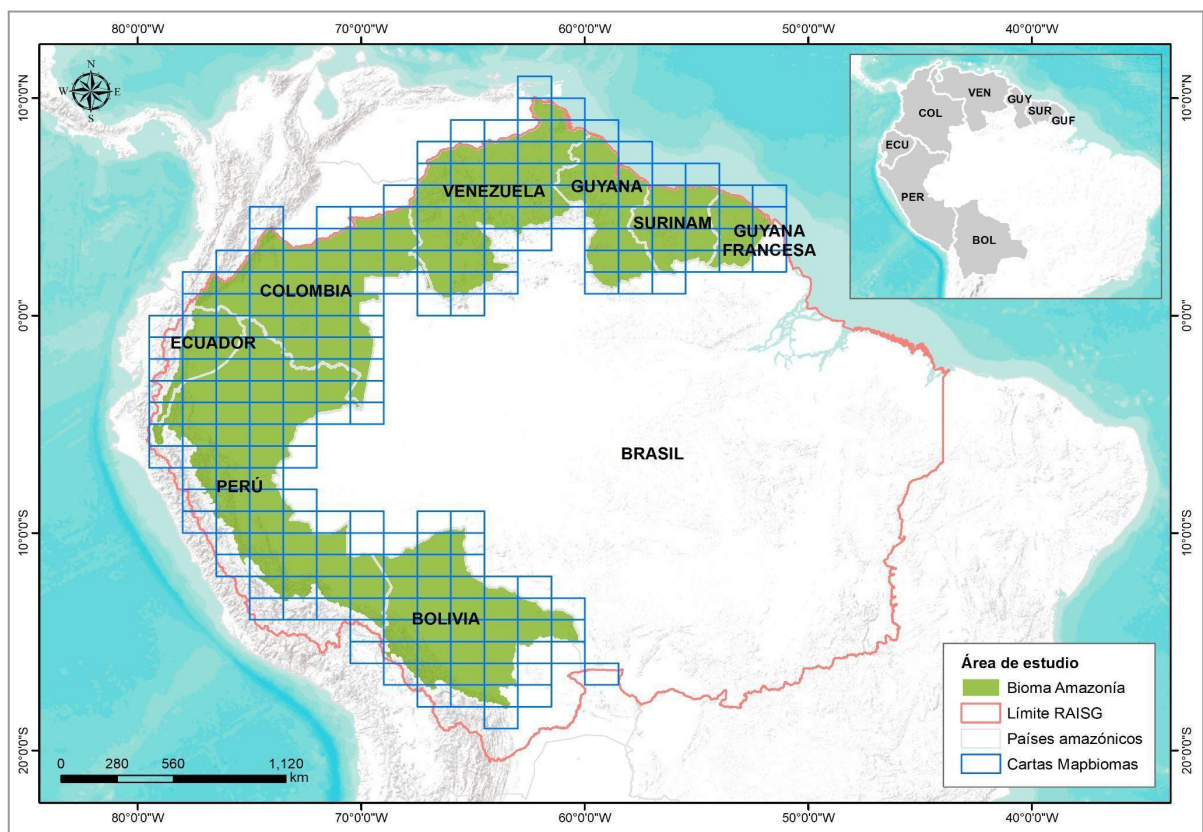 80°0'0"W 70°0'0"W 60°0'0"W 50°0'0"W 40°0'0"W
N
W E
S
10°0'0"N
10°0'0"N
VEN
GUY
SUR
GUF
COL
ECU
PER
BOL
VENEZUELA
GUYANA
SURINAM
GUYANA
FRANCESA
COLOMBIA
0°0'0"
0°0'0"
ECUADOR
BRASIL
PERÚ
10°0'0"S
10°0'0"S
BOLIVIA
Área de estudio
Bioma Amazonía
Límite RAISG
Países amazónicos
Cartas Mapbiomas
20°0'0"S
20°0'0"S
0 280 560 1,120
km
80°0'0"W 70°0'0"W 60°0'0"W 50°0'0"W 40°0'0"W